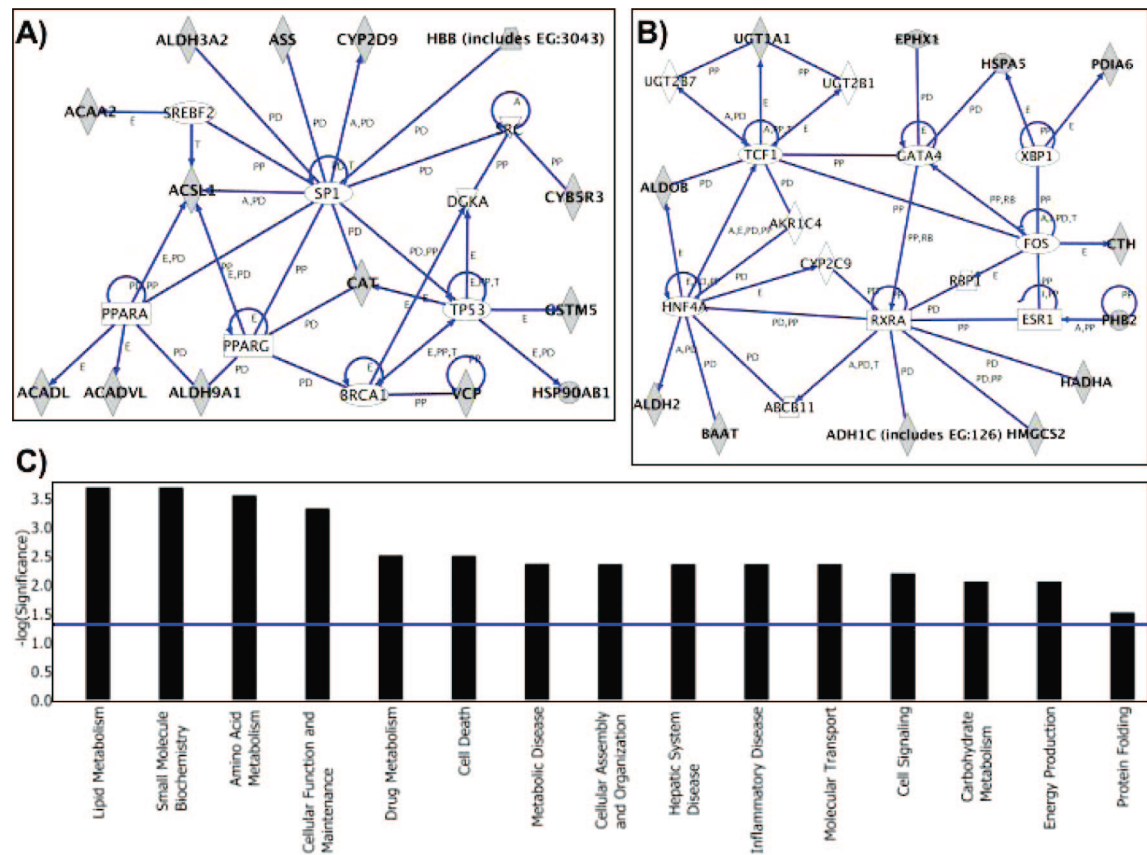 A)
ALDH3A2
ASS
CYP2D9
HBB (includes EG:3043)
PD
PD
A,PD
PD
A
ACAA2
E
SREBF2
SRC
T
PP
PD
PP
PP
ACSL1
A,PD
SP1
DGKA
CYB5R3
E,PD
PP
E,PD
PP
PD
PD,PP
E
CAT
E,PP,T
PPARA
E
TP53
E
GSTM5
PPARG
PD
E,PP,T
E,PD
E
E
PD
PD
PD
E
PP
ACADL
ACADVL
ALDH9A1
BRCA1
PP
VCP
HSP90AB1
B)
UGT1A1
EPHX1
PP
PP
HSPA5
PDIA6
UGT2B7
UGT2B1
E
PD
PD
E
A,PD
A,PP,T
E
E
PP
E
TCF1
PP
GATA4
XBP1
ALDOB
PD
PD
PP
PP
PP,RB
A,E,PD,PP
AKR1C4
PP,RB
FOS
E
CTH
CYP2C9
PD
E
E
RBP1
E
PD
PP
PP
PP
HNF4A
PD,PP
RXRA
PD
PP
ESR1
A,PP
PHB2
A,PD
PD
PD
A,PD,T
PD
PD,PP
PD
HADHA
ALDH2
ABCB11
BAAT
ADH1C (includes EG:126)
HMGCS2
C)
-log(Significance)
3.5
3.0
2.5
2.0
1.5
1.0
0.5
0.0
Lipid Metabolism
Small Molecule
Biochemistry
Amino Acid
Metabolism
Cellular Function and
Maintenance
Drug Metabolism
Cell Death
Metabolic Disease
Cellular Assembly
and Organization
Hepatic System
Disease
Inflammatory Disease
Molecular Transport
Cell Signaling
Carbohydrate
Metabolism
Energy Production
Protein Folding